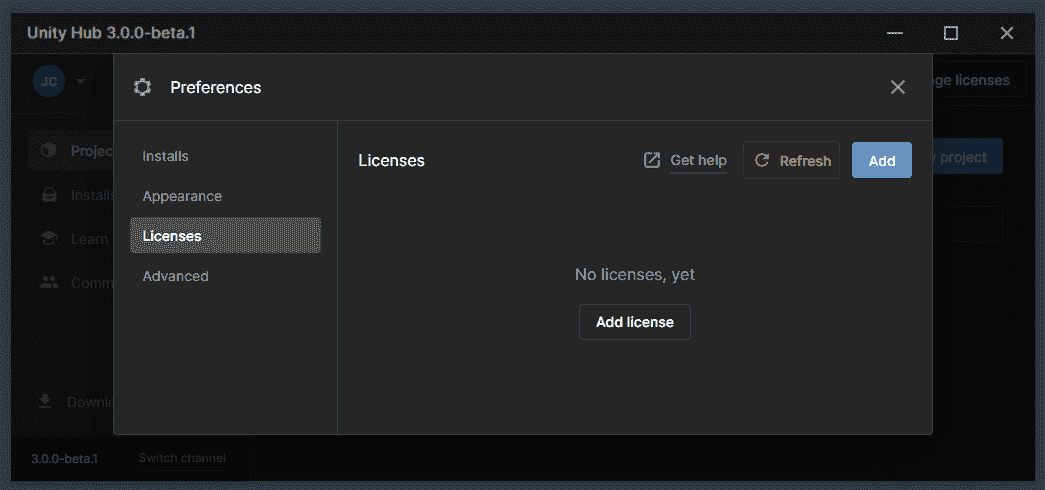 Unity Hub 3.0.0-beta.1
JC
Preferences
ge licenses
Projec
Installs
Learn
Comm
Downlo
Installs
Appearance
Licenses
Advanced
Licenses
Get help
Refresh
Add
project
No licenses, yet
Add license
3.0.0-beta.1
Switch channel